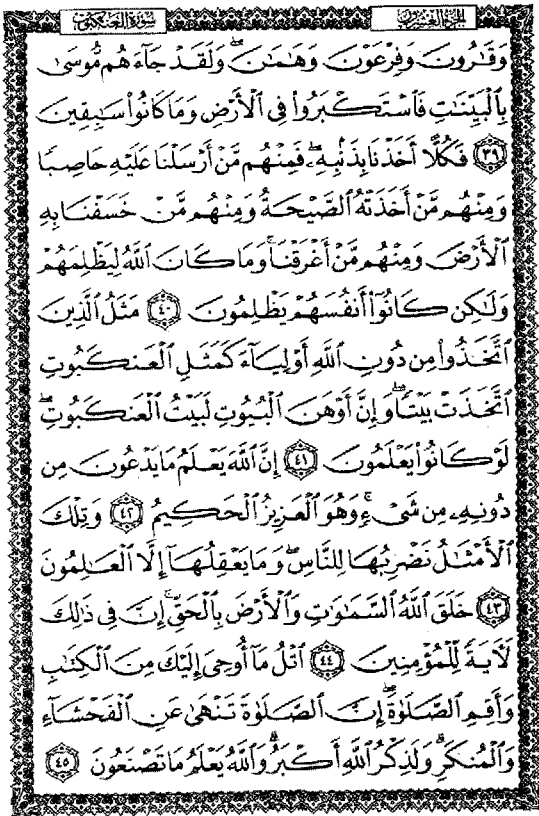 الجزء العشرون
سورة العنكبوت
وَقَٰرُونَ وَفِرْعَوْنَ وَهَٰمَٰنَ ۖ وَلَقَدْ جَآءَهُم مُّوسَىٰ
بِٱلْبَيِّنَٰتِ فَٱسْتَكْبَرُوا۟ فِى ٱلْأَرْضِ وَمَا كَانُوا۟ سَٰبِقِينَ
﴿٣٩﴾ فَكُلًّا أَخَذْنَا بِذَنۢبِهِۦ ۖ فَمِنْهُم مَّنْ أَرْسَلْنَا عَلَيْهِ حَاصِبًا
وَمِنْهُم مَّنْ أَخَذَتْهُ ٱلصَّيْحَةُ وَمِنْهُم مَّنْ خَسَفْنَا بِهِ
ٱلْأَرْضَ وَمِنْهُم مَّنْ أَغْرَقْنَا ۚ وَمَا كَانَ ٱللَّهُ لِيَظْلِمَهُمْ
وَلَٰكِن كَانُوٓا۟ أَنفُسَهُمْ يَظْلِمُونَ ﴿٤٠﴾ مَثَلُ ٱلَّذِينَ
ٱتَّخَذُوا۟ مِن دُونِ ٱللَّهِ أَوْلِيَآءَ كَمَثَلِ ٱلْعَنكَبُوتِ
ٱتَّخَذَتْ بَيْتًا ۖ وَإِنَّ أَوْهَنَ ٱلْبُيُوتِ لَبَيْتُ ٱلْعَنكَبُوتِ ۖ
لَوْ كَانُوا۟ يَعْلَمُونَ ﴿٤١﴾ إِنَّ ٱللَّهَ يَعْلَمُ مَا يَدْعُونَ مِن
دُونِهِۦ مِن شَىْءٍ ۚ وَهُوَ ٱلْعَزِيزُ ٱلْحَكِيمُ ﴿٤٢﴾ وَتِلْكَ
ٱلْأَمْثَٰلُ نَضْرِبُهَا لِلنَّاسِ ۖ وَمَا يَعْقِلُهَآ إِلَّا ٱلْعَٰلِمُونَ
﴿٤٣﴾ خَلَقَ ٱللَّهُ ٱلسَّمَٰوَٰتِ وَٱلْأَرْضَ بِٱلْحَقِّ ۚ إِنَّ فِى ذَٰلِكَ
لَءَايَةً لِّلْمُؤْمِنِينَ ﴿٤٤﴾ ٱتْلُ مَآ أُوحِىَ إِلَيْكَ مِنَ ٱلْكِتَٰبِ
وَأَقِمِ ٱلصَّلَوٰةَ ۖ إِنَّ ٱلصَّلَوٰةَ تَنْهَىٰ عَنِ ٱلْفَحْشَآءِ
وَٱلْمُنكَرِ ۗ وَلَذِكْرُ ٱللَّهِ أَكْبَرُ ۗ وَٱللَّهُ يَعْلَمُ مَا تَصْنَعُونَ ﴿٤٥﴾